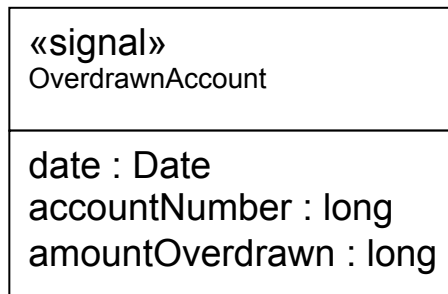 «signal»
OverdrawnAccount
date : Date
accountNumber : long
amountOverdrawn : long